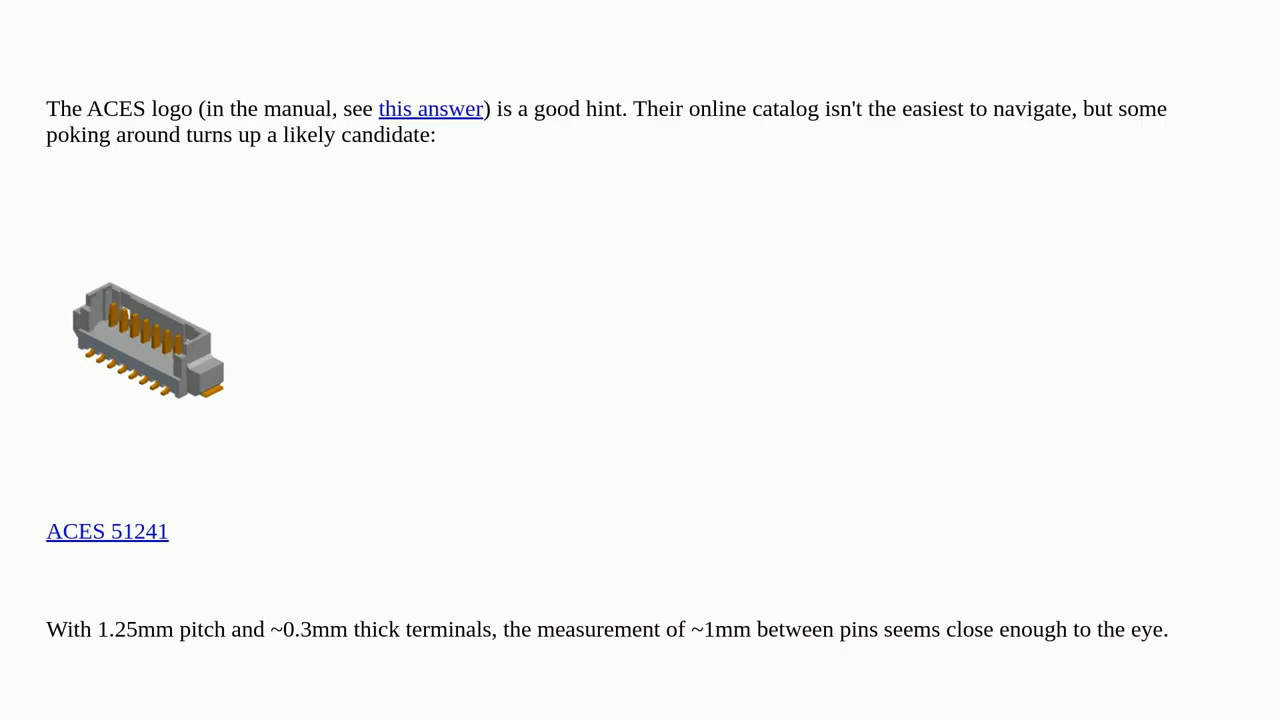 The ACES logo (in the manual, see this answer) is a good hint. Their online catalog isn't the easiest to navigate, but some
poking around turns up a likely candidate:
ACES 51241
With 1.25mm pitch and ~0.3mm thick terminals, the measurement of ~1mm between pins seems close enough to the eye.